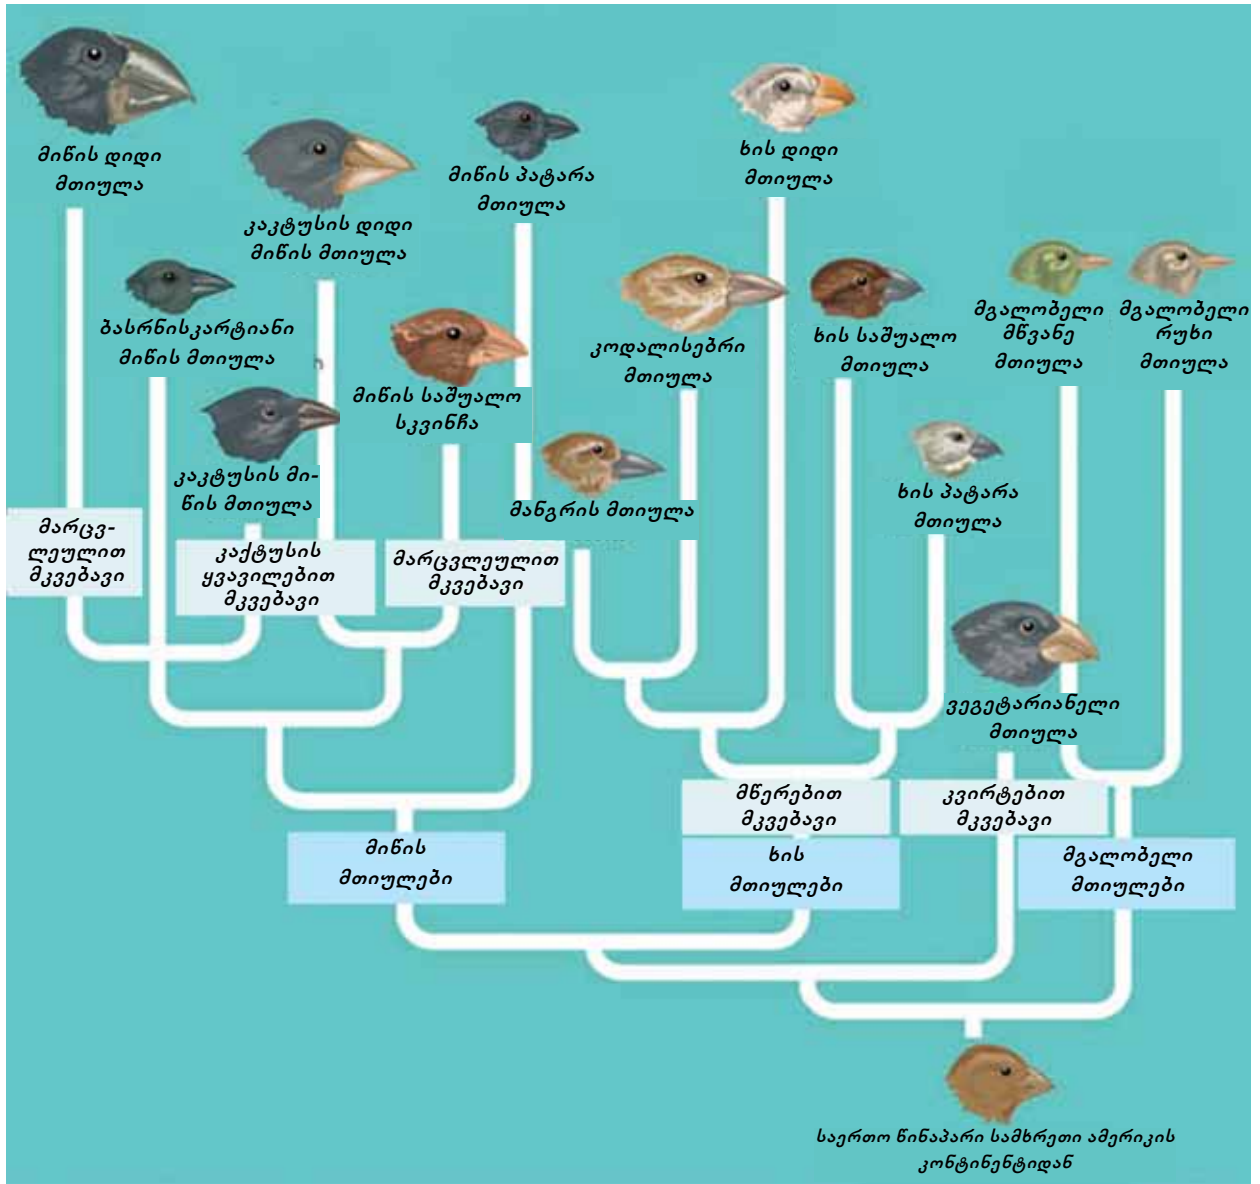 მიწის დიდი
მთიულა
კაკტუსის დიდი
მიწის მთიულა
მიწის პატარა
მთიულა
ხის დიდი
მთიულა
ბასრნისკარტიანი
მიწის მთიულა
მიწის საშუალო
სკვინჩა
კოდალისებრი
მთიულა
ხის საშუალო
მთიულა
მგალობელი
მწვანე
მთიულა
მგალობელი
რუხი
მთიულა
კაკტუსის მი-
წის მთიულა
მანგრის მთიულა
ხის პატარა
მთიულა
მარცვ-
ლეულით
მკვებავი
კაქტუსის
ყვავილებით
მკვებავი
მარცვლეულით
მკვებავი
ვეგეტარიანელი
მთიულა
მწერებით
მკვებავი
კვირტებით
მკვებავი
მიწის
მთიულები
ხის
მთიულები
მგალობელი
მთიულები
საერთო წინაპარი სამხრეთი ამერიკის
კონტინენტიდან